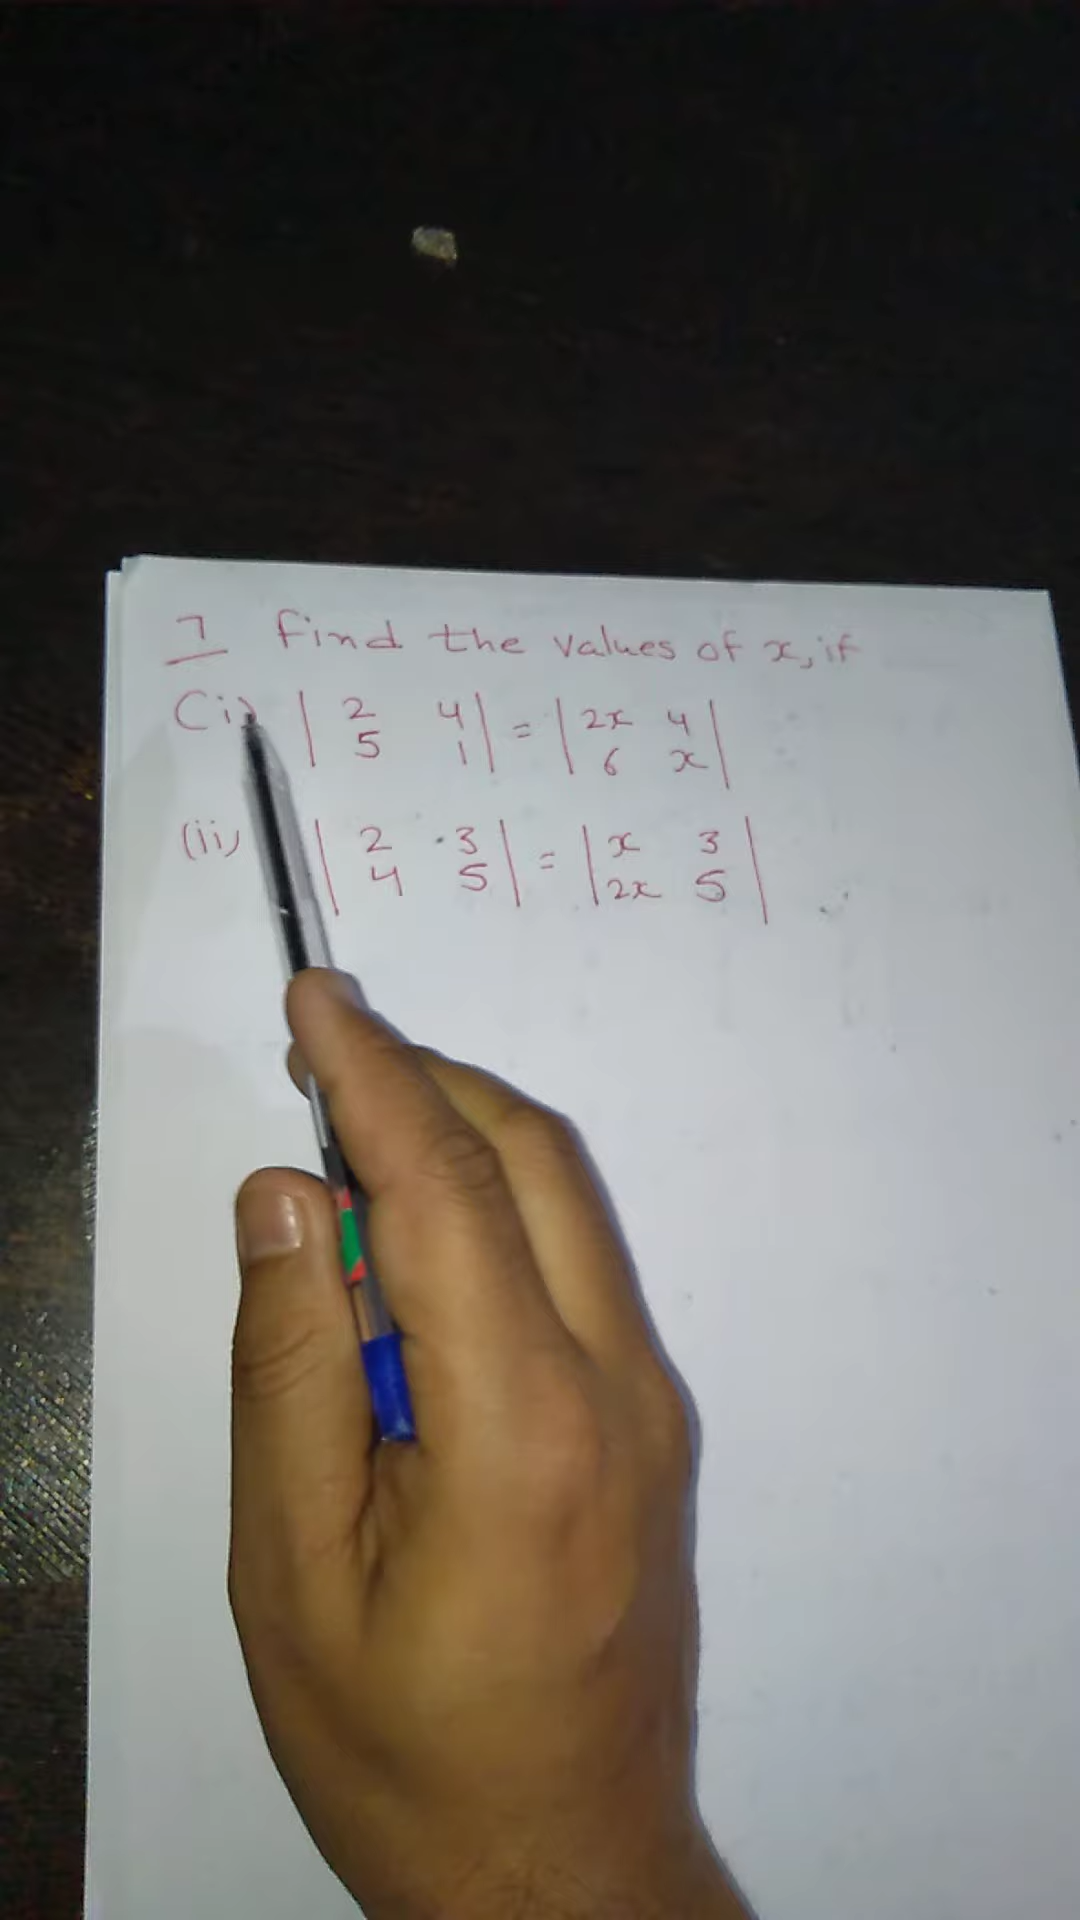 7 Find the values of x, if
(i) | 2 4 | = | 2x 4 |
5 1 6 x
(ii) | 2 3 | = | x 3 |
4 5 2x 5